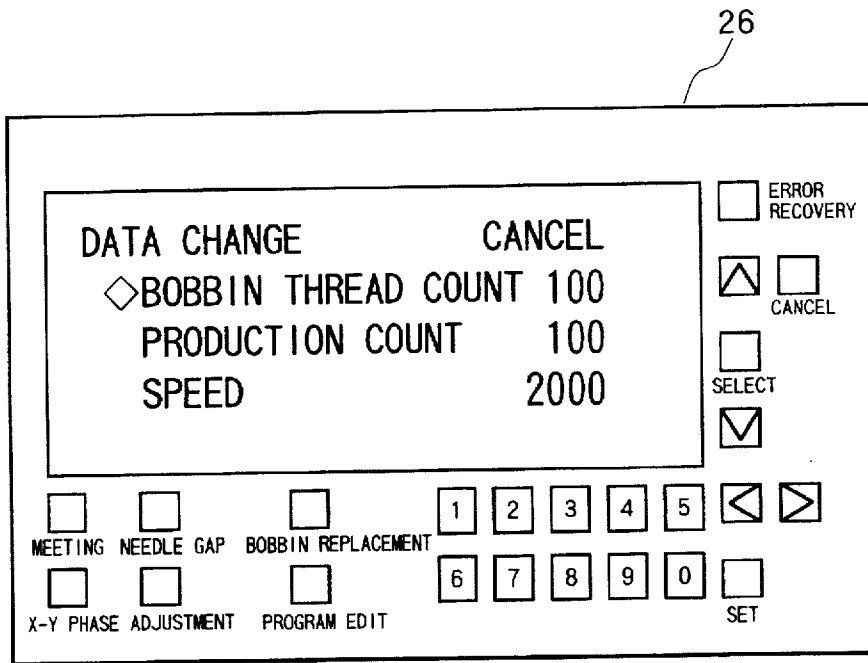 26
DATA CHANGE CANCEL
◇BOBBIN THREAD COUNT 100
PRODUCTION COUNT 100
SPEED 2000
ERROR
RECOVERY
CANCEL
SELECT
1 2 3 4 5
MEETING NEEDLE GAP BOBBIN REPLACEMENT
6 7 8 9 0
X-Y PHASE ADJUSTMENT PROGRAM EDIT
SET